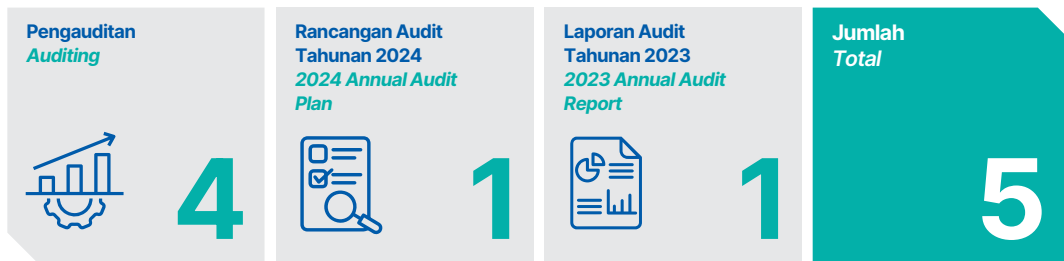 Pengauditan
Auditing
4
Rancangan Audit
Tahunan 2024
2024 Annual Audit
Plan
1
Laporan Audit
Tahunan 2023
2023 Annual Audit
Report
1
Jumlah
Total
5